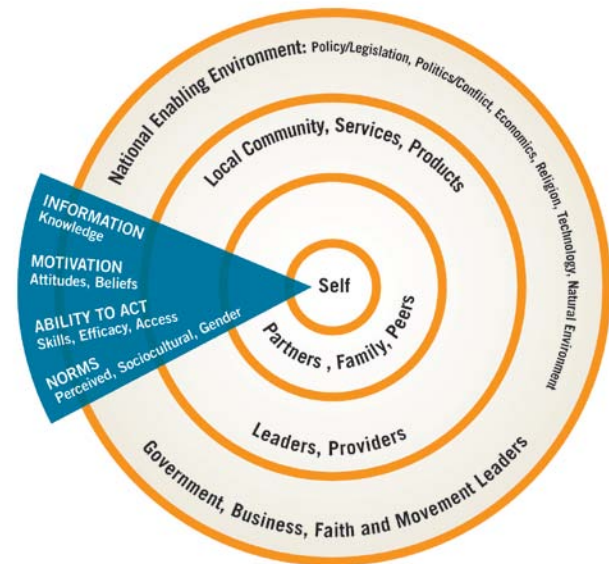 National Enabling Environment: Policy/Legislation, Politics/Conflict, Economics, Religion, Technology, Natural Environment
Local Community, Services, Products
INFORMATION
Knowledge
MOTIVATION
Attitudes, Beliefs
ABILITY TO ACT
Skills, Efficacy, Access
NORMS
Perceived, Sociocultural, Gender
Self
Partners , Family, Peers
Leaders, Providers
Government, Business, Faith and Movement Leaders